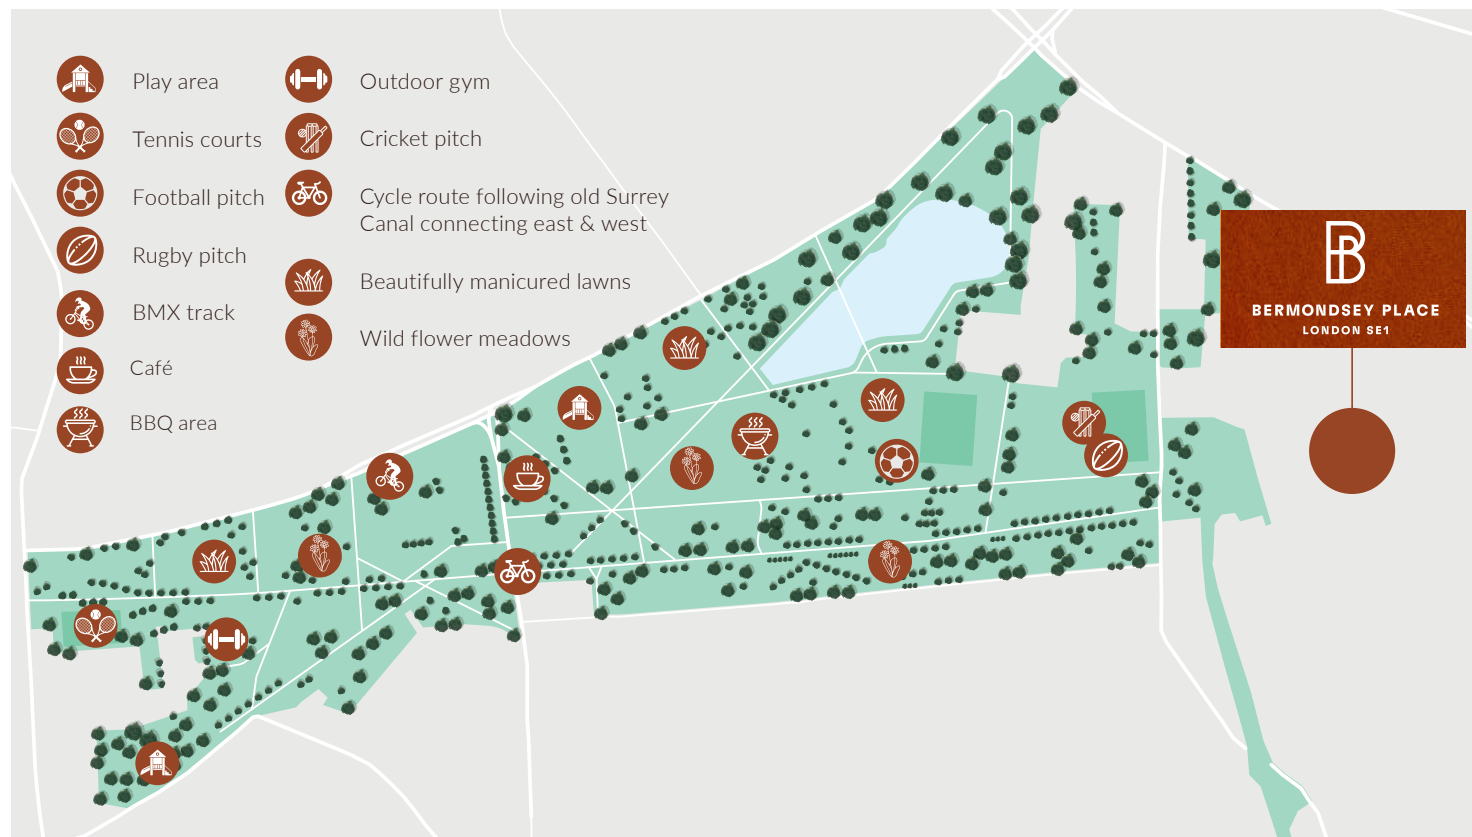 Play area
Tennis courts
Football pitch
Rugby pitch
BMX track
Café
BBQ area
Outdoor gym
Cricket pitch
Cycle route following old Surrey
Canal connecting east & west
Beautifully manicured lawns
Wild flower meadows
B
BERMONDSEY PLACE
LONDON SE1